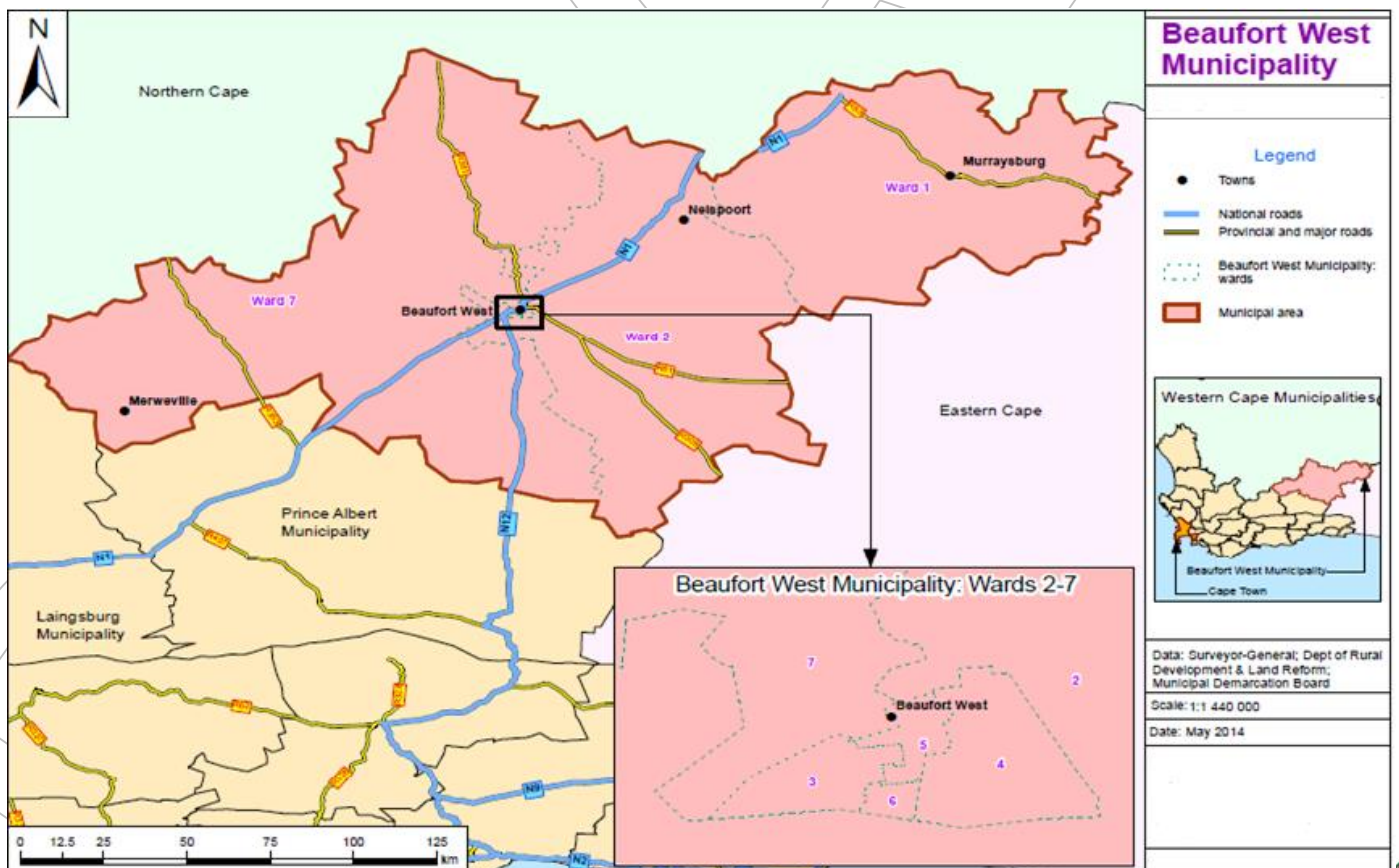 N
Northern Cape
N1
Murraysburg
Ward 1
Nelspoort
N1
Ward 7
Beaufort West
Ward 2
Merweville
Eastern Cape
Prince Albert
Municipality
N12
N1
Laingsburg
Municipality
N9
N2
0 12.5 25 50 75 100 125
km
Beaufort West Municipality: Wards 2-7
7
2
Beaufort West
5
4
3
6
Beaufort West
Municipality
Legend
Towns
National roads
Provincial and major roads
Beaufort West Municipality:
wards
Municipal area
Western Cape Municipalities
Beaufort West Municipality
Cape Town
Data: Surveyor-General; Dept of Rural
Development & Land Reform;
Municipal Demarcation Board
Scale: 1:1 440 000
Date: May 2014